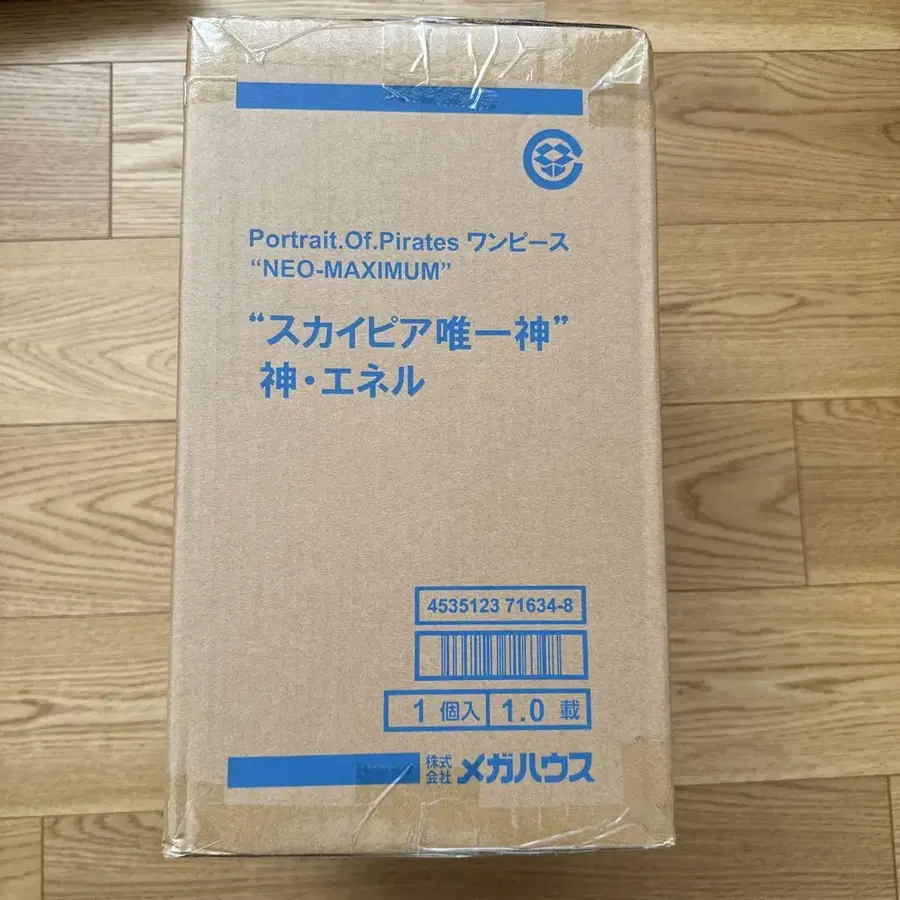 Portrait.Of.Pirates ワンピース
“NEO-MAXIMUM”
“スカイピア唯一神”
神・エネル
4535123 71634-8
1 個入 1.0 載
株式会社 メガハウス